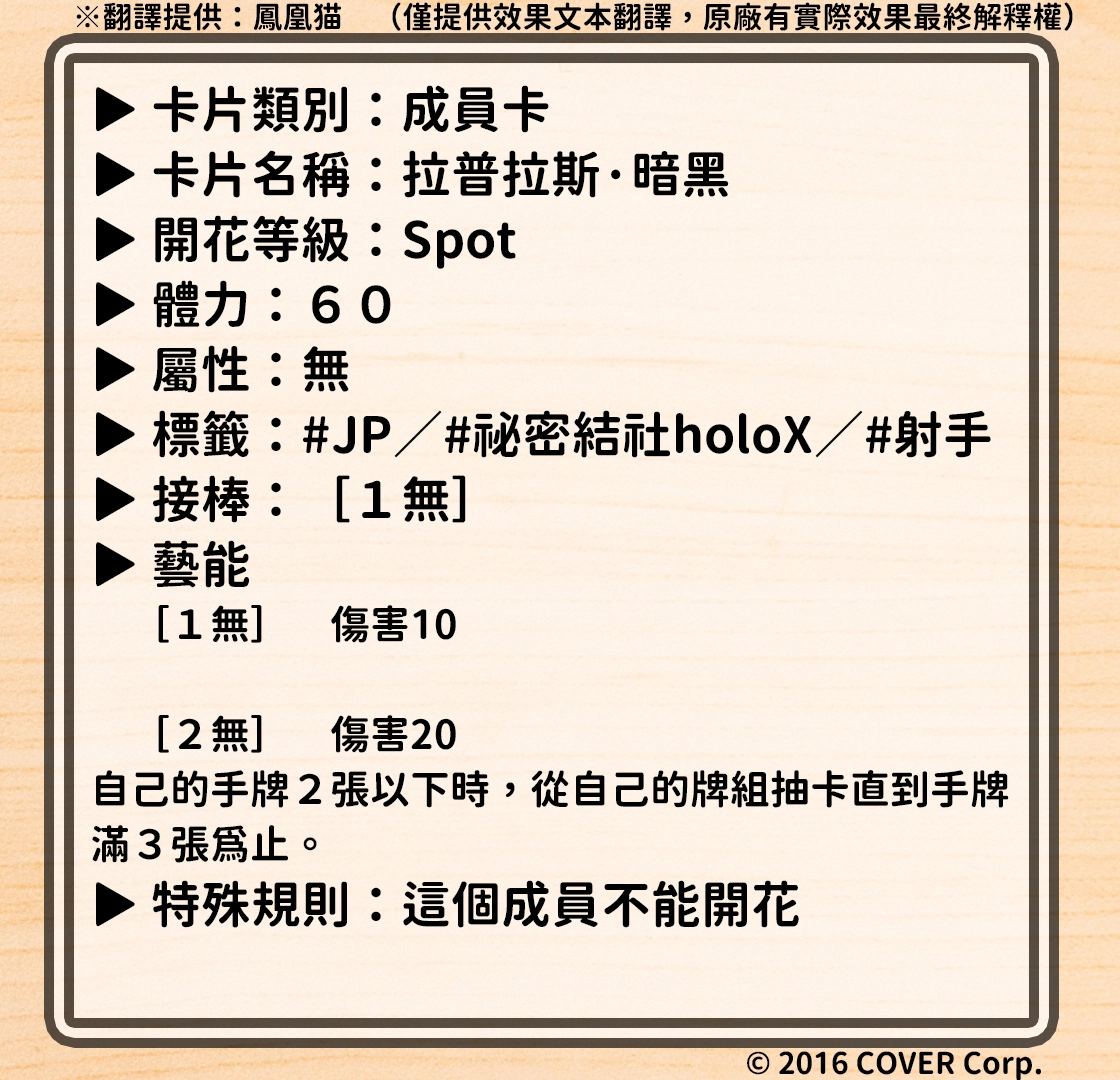 ※翻譯提供：鳳凰猫　（僅提供效果文本翻譯，原廠有實際效果最終解釋權）
▶ 卡片類別：成員卡
▶ 卡片名稱：拉普拉斯·暗黑
▶ 開花等級：Spot
▶ 體力：６０
▶ 屬性：無
▶ 標籤：#JP／#祕密結社holoX／#射手
▶ 接棒：［１無］
▶ 藝能
［１無］　傷害10
［２無］　傷害20
自己的手牌２張以下時，從自己的牌組抽卡直到手牌
滿３張爲止。
▶ 特殊規則：這個成員不能開花
© 2016 COVER Corp.